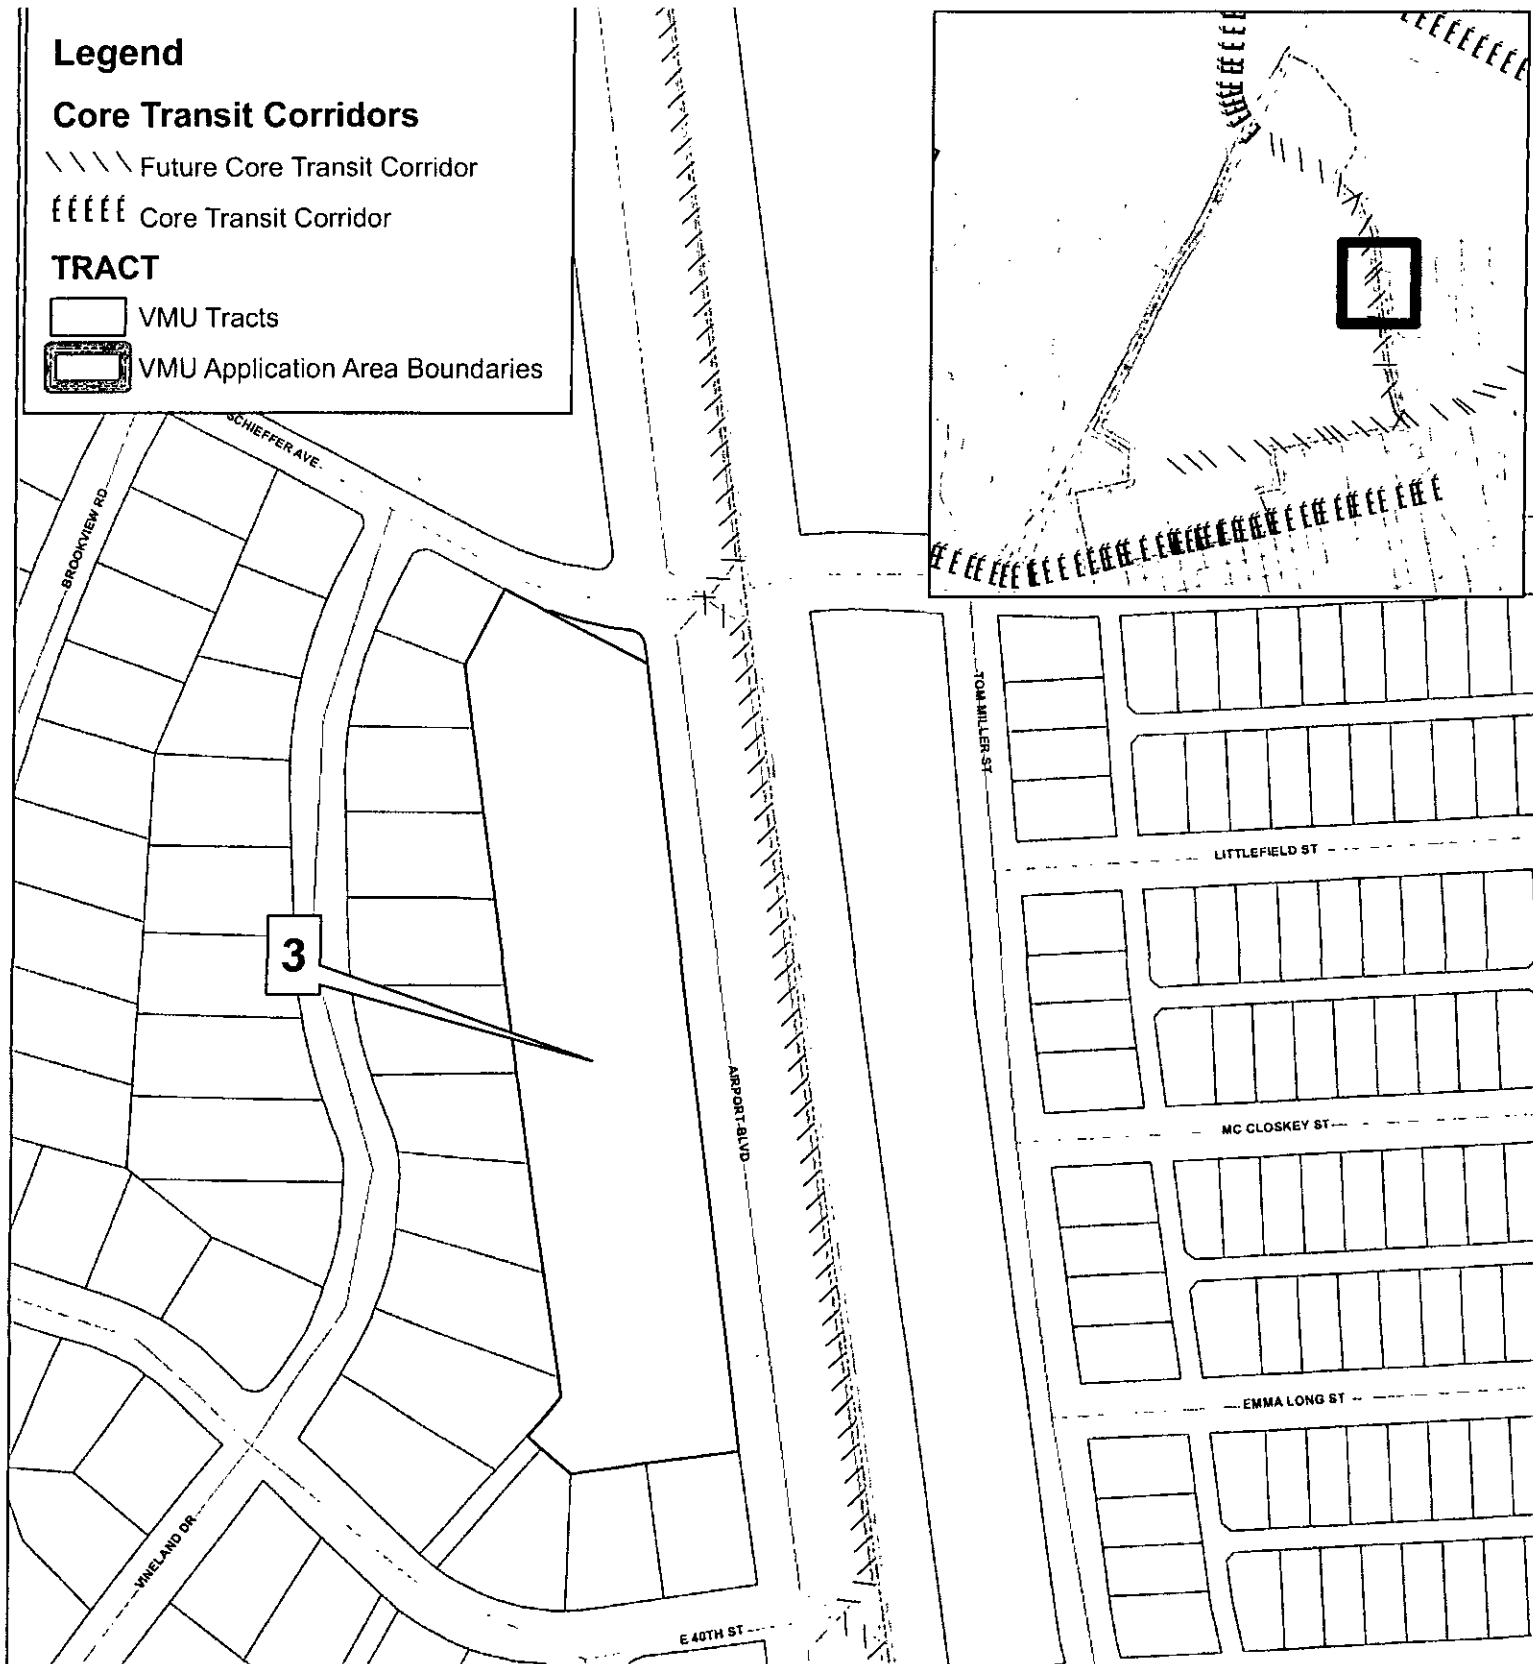 Legend
Core Transit Corridors
Future Core Transit Corridor
Core Transit Corridor
TRACT
VMU Tracts
VMU Application Area Boundaries
SCHIEFFER AVE
BROOKVIEW RD
TOM MILLER ST
LITTLEFIELD ST
3
AIRPORT BLVD
MC CLOSKEY ST
EMMA LONG ST
VINELAND DR
E 40TH ST